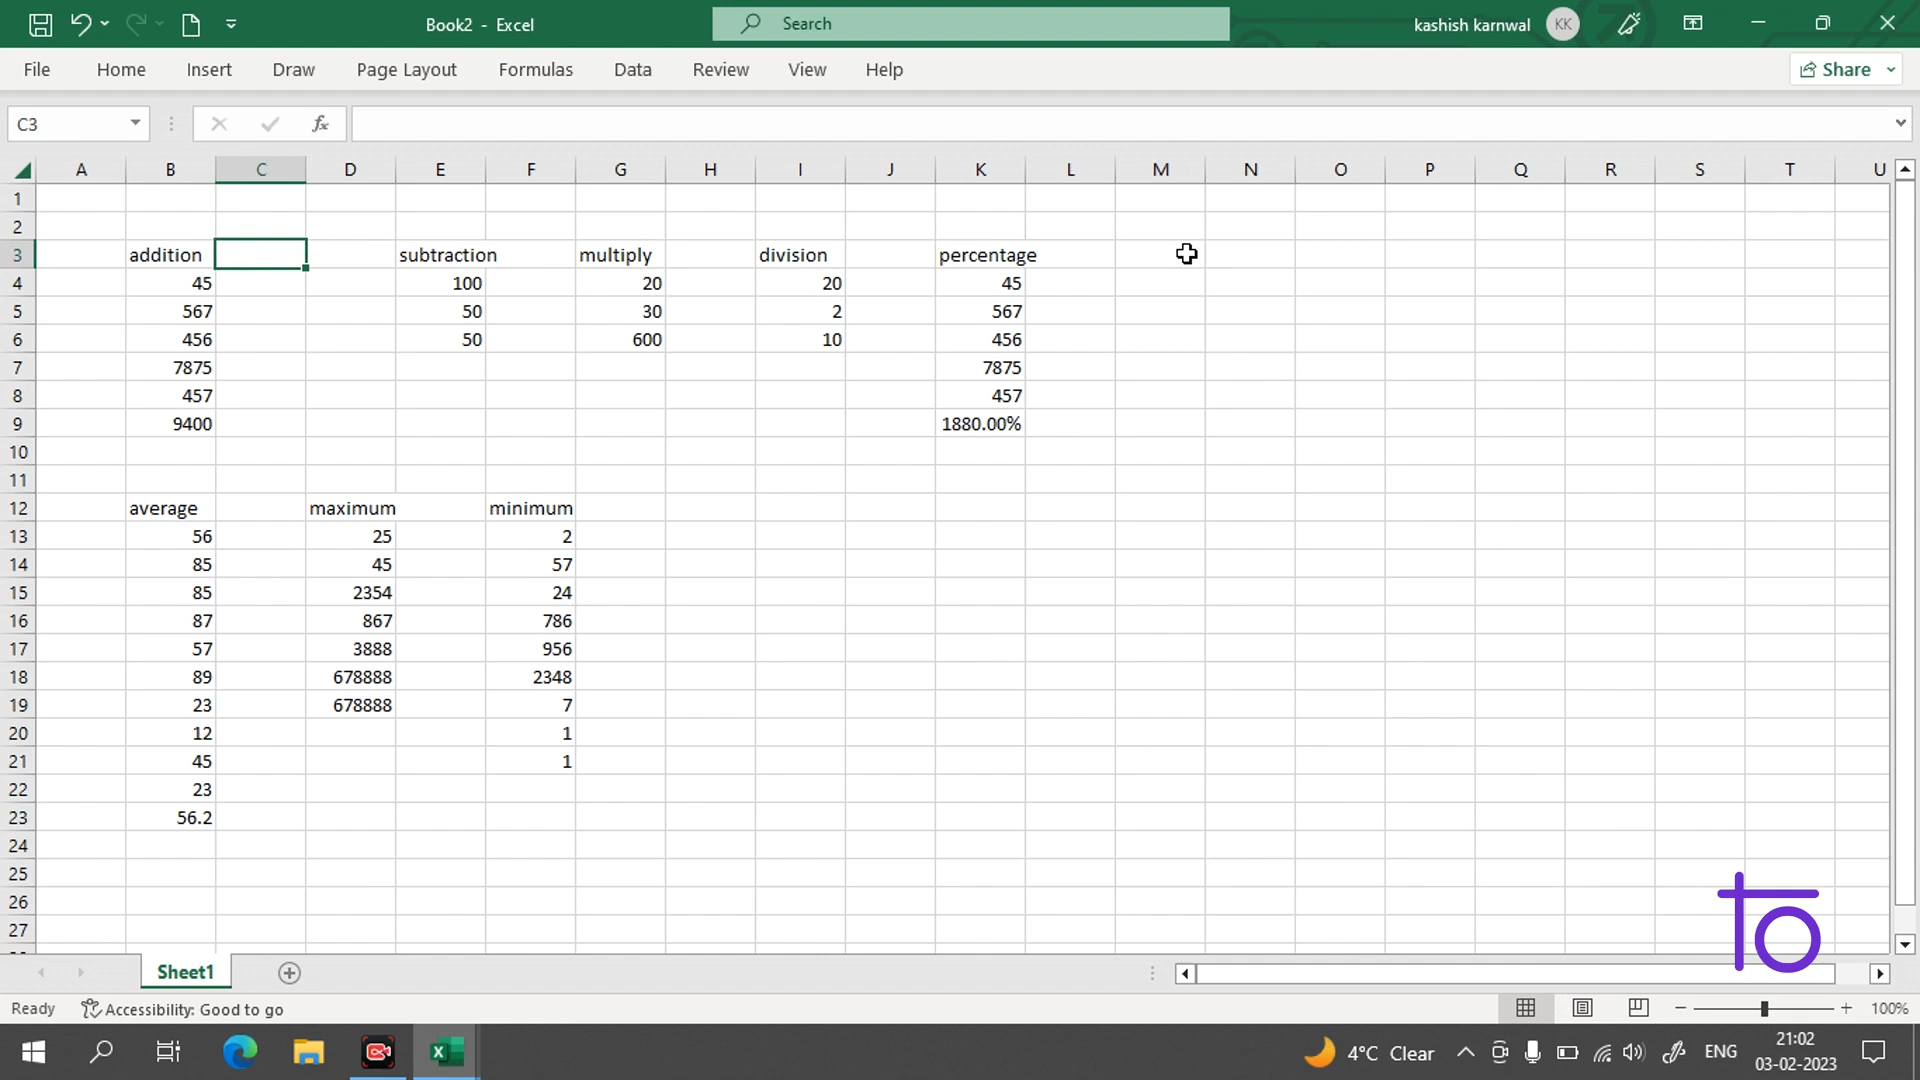 Book2 - Excel
Search
kashish karnwal
KK
File Home Insert Draw Page Layout Formulas Data Review View Help
Share
C3
fx
A B C D E F G H I J K L M N O P Q R S T U
1
2
3 addition subtraction multiply division percentage
4 45 100 20 20 45
5 567 50 30 2 567
6 456 50 600 10 456
7 7875 7875
8 457 457
9 9400 1880.00%
10
11
12 average maximum minimum
13 56 25 2
14 85 45 57
15 85 2354 24
16 87 867 786
17 57 3888 956
18 89 678888 2348
19 23 678888 7
20 12 1
21 45 1
22 23
23 56.2
24
25
26
27
Sheet1
Ready Accessibility: Good to go
100%
4°C Clear
ENG
21:02
03-02-2023